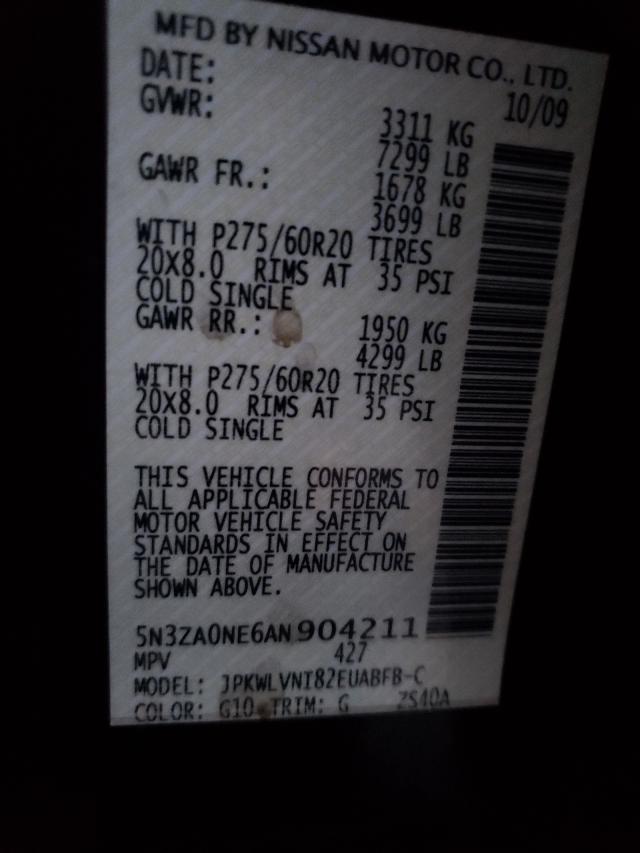 MFD BY NISSAN MOTOR CO., LTD.
DATE: 10/09
GVWR: 3311 KG
7299 LB
GAWR FR.: 1678 KG
3699 LB
WITH P275/60R20 TIRES
20X8.0 RIMS AT 35 PSI
COLD SINGLE
GAWR RR.: 1950 KG
4299 LB
WITH P275/60R20 TIRES
20X8.0 RIMS AT 35 PSI
COLD SINGLE
THIS VEHICLE CONFORMS TO
ALL APPLICABLE FEDERAL
MOTOR VEHICLE SAFETY
STANDARDS IN EFFECT ON
THE DATE OF MANUFACTURE
SHOWN ABOVE.
5N3ZA0NE6AN904211
MPV 427
MODEL: JPKWLVNI82EUABFB-C
COLOR: G10 TRIM: G ZS40A